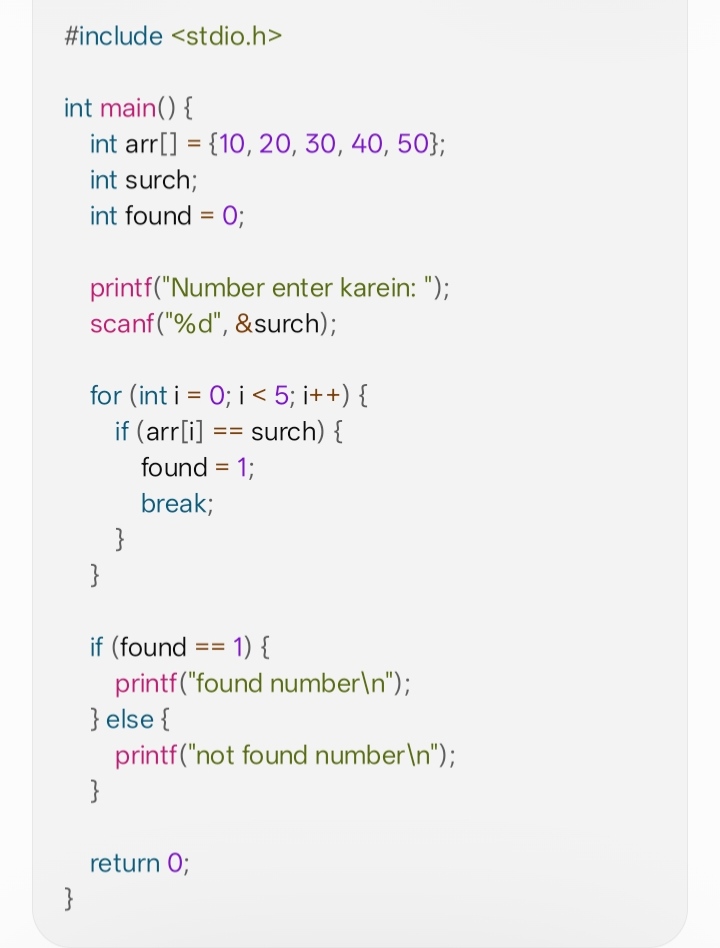 #include <stdio.h>

int main() {
    int arr[] = {10, 20, 30, 40, 50};
    int surch;
    int found = 0;

    printf("Number enter karein: ");
    scanf("%d", &surch);

    for (int i = 0; i < 5; i++) {
        if (arr[i] == surch) {
            found = 1;
            break;
        }
    }

    if (found == 1) {
        printf("found number\n");
    } else {
        printf("not found number\n");
    }

    return 0;
}